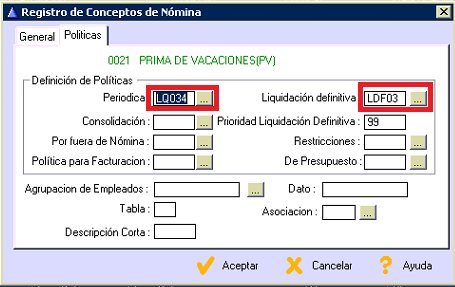 Registro de Conceptos de Nómina
General Politicas
0021 PRIMA DE VACACIONES(PV)
Definición de Políticas
Periodica LQ034 ... Liquidación definitiva LDF03 ...
Consolidación : ... Prioridad Liquidación Definitiva : 99
Por fuera de Nómina : ... Restricciones : ...
Política para Facturacion : ... De Presupuesto : ...
Agrupacion de Empleados : ... Dato :
Tabla : Asociacion : ...
Descripción Corta :
Aceptar Cancelar ? Ayuda